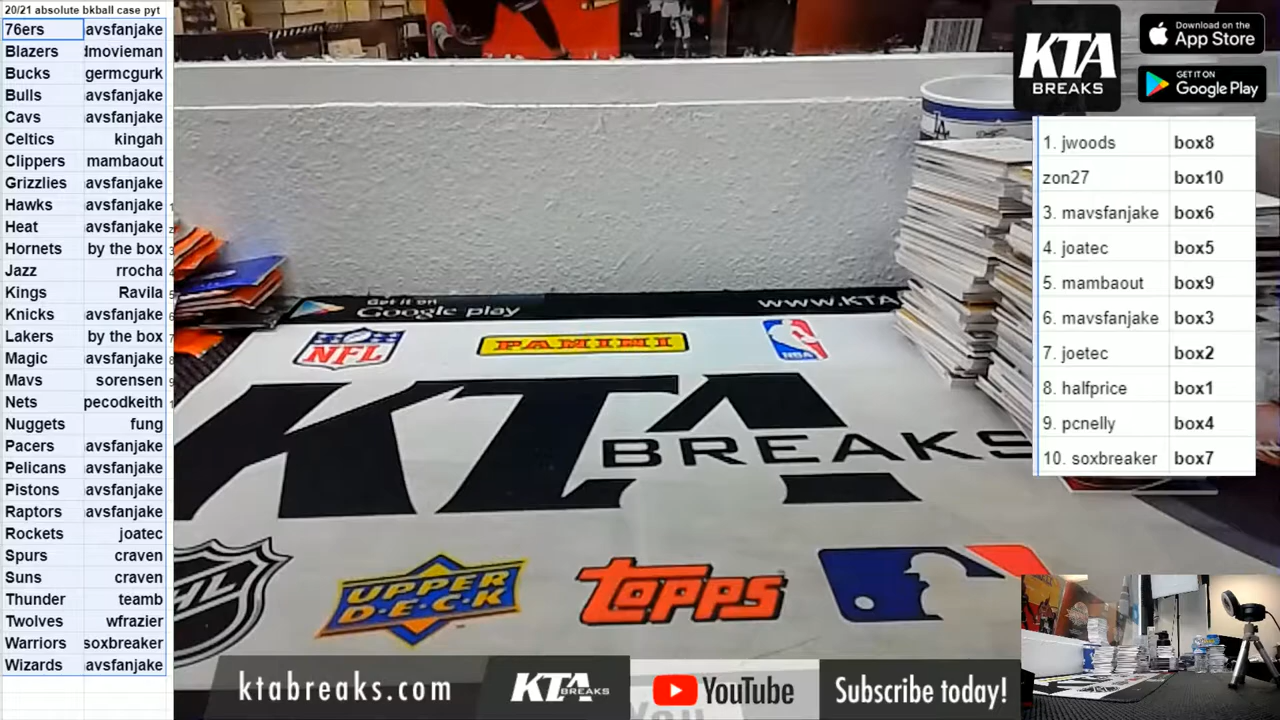 20/21 absolute bkball case pyt
76ers avsfanjake
Blazers dmovieman
Bucks germcgurk
Bulls avsfanjake
Cavs avsfanjake
Celtics kingah
Clippers mambaout
Grizzlies avsfanjake
Hawks avsfanjake
Heat avsfanjake
Hornets by the box
Jazz rrocha
Kings Ravila
Knicks avsfanjake
Lakers by the box
Magic avsfanjake
Mavs sorensen
Nets pecodkeith
Nuggets fung
Pacers avsfanjake
Pelicans avsfanjake
Pistons avsfanjake
Raptors avsfanjake
Rockets joatec
Spurs craven
Suns craven
Thunder teamb
Twolves wfrazier
Warriors soxbreaker
Wizards avsfanjake
KTA
BREAKS
Download on the
App Store
GET IT ON
Google Play
1. jwoods box8
zon27 box10
3. mavsfanjake box6
4. joatec box5
5. mambaout box9
6. mavsfanjake box3
7. joetec box2
8. halfprice box1
9. pcnelly box4
10. soxbreaker box7
Get it on
Google play
WWW.KTA
NFL
PANINI
NBA
KTA
BREAKS
NHL
UPPER
D·E·C·K
TOPPS
ktabreaks.com
KTA
BREAKS
YouTube
Subscribe today!
You